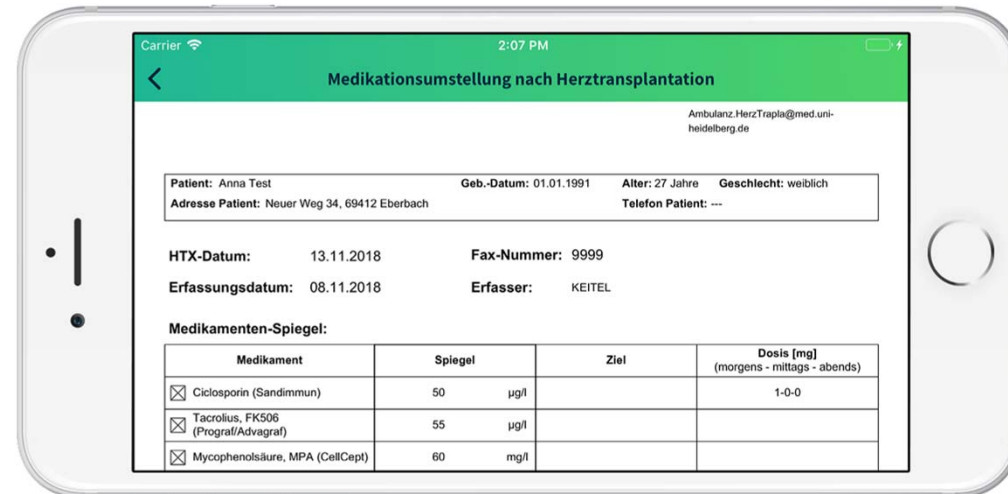 Carrier 2:07 PM
Medikationsumstellung nach Herztransplantation
Ambulanz.HerzTrapla@med.uni-
heidelberg.de
Patient: Anna Test Geb.-Datum: 01.01.1991 Alter: 27 Jahre Geschlecht: weiblich
Adresse Patient: Neuer Weg 34, 69412 Eberbach Telefon Patient: ---
HTX-Datum: 13.11.2018 Fax-Nummer: 9999
Erfassungsdatum: 08.11.2018 Erfasser: KEITEL
Medikamenten-Spiegel:
Medikament Spiegel Ziel Dosis [mg]
(morgens - mittags - abends)
Ciclosporin (Sandimmun) 50 µg/l 1-0-0
Tacrolius, FK506
(Prograf/Advagraf) 55 µg/l
Mycophenolsäure, MPA (CellCept) 60 mg/l